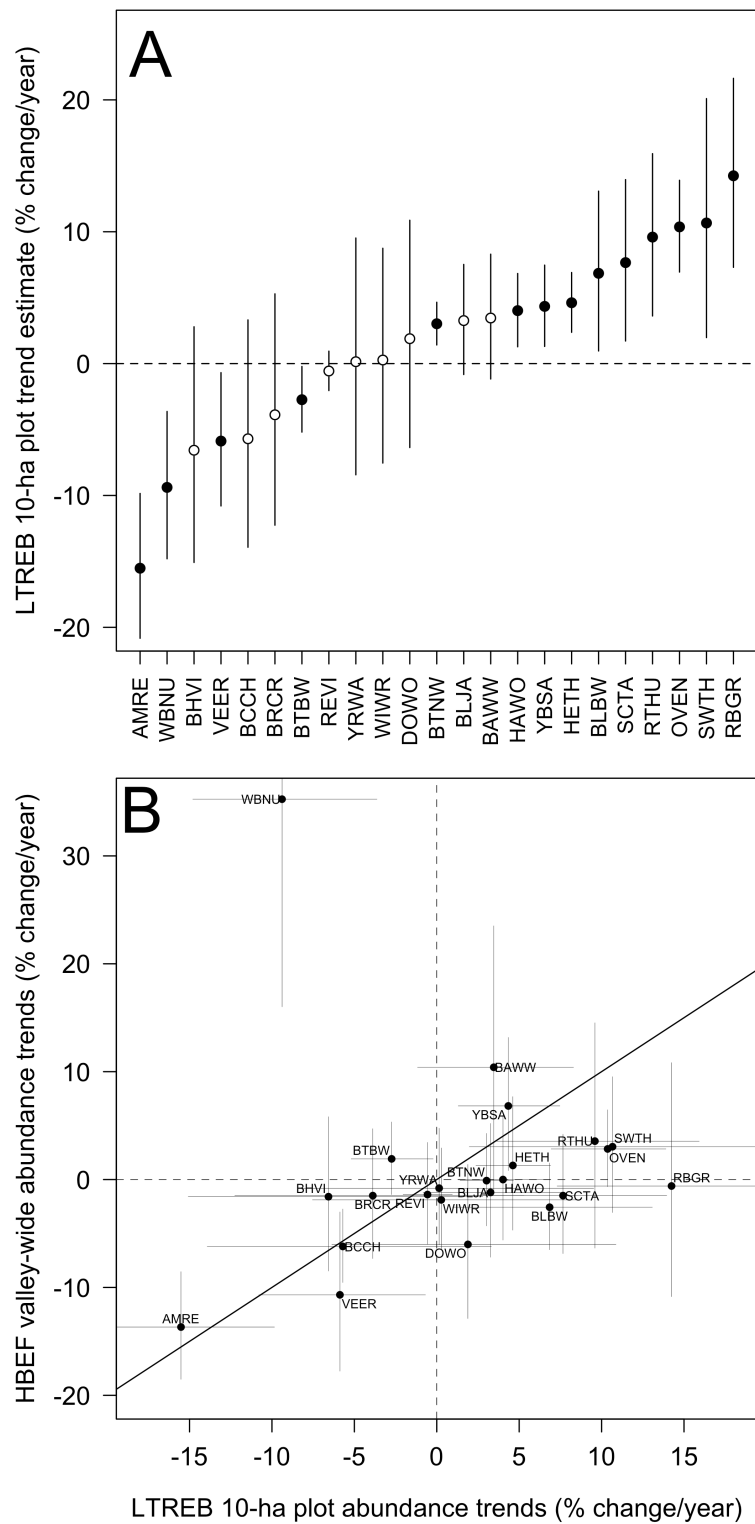 A
LTREB 10-ha plot trend estimate (% change/year)
20
10
0
-10
-20
AMRE
WBNU
BHVI
VEER
BCCH
BRCR
BTBW
REVI
YRWA
WIWR
DOWO
BTNW
BLJA
BAWW
HAWO
YBSA
HETH
BLBW
SCTA
RTHU
OVEN
SWTH
RBGR
B
HBEF valley-wide abundance trends (% change/year)
30
20
10
0
-10
-20
WBNU
BAWW
YBSA
BTBW
RTHU
SWTH
OVEN
HETH
BTNW
YRWA
RBGR
BHVI
BLJA
HAWO
SCTA
BRCR
REVI
WIWR
BLBW
BCCH
DOWO
VEER
AMRE
-15
-10
-5
0
5
10
15
LTREB 10-ha plot abundance trends (% change/year)